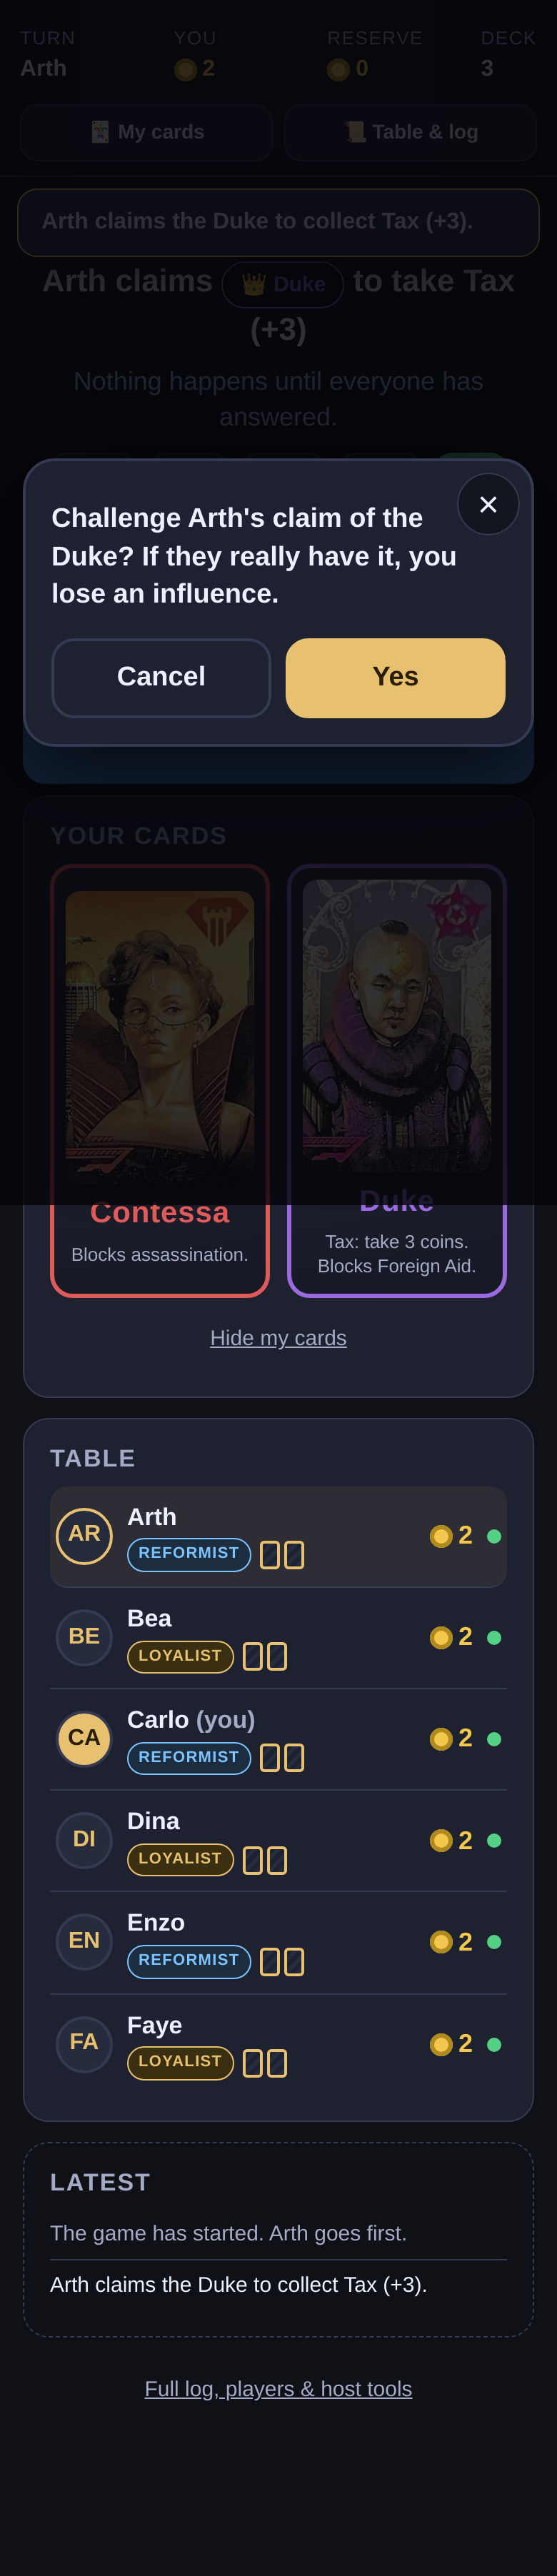 TURN
YOU
RESERVE
DECK
Arth
2
0
3
🃏 My cards
📜 Table & log
Arth claims the Duke to collect Tax (+3).
Arth claims 👑 Duke to take Tax
(+3)
Nothing happens until everyone has
answered.
Challenge Arth's claim of the
Duke? If they really have it, you
lose an influence.
✕
Cancel
Yes
YOUR CARDS
Contessa
Duke
Blocks assassination.
Tax: take 3 coins.
Blocks Foreign Aid.
Hide my cards
TABLE
AR
Arth
REFORMIST
2
BE
Bea
LOYALIST
2
CA
Carlo (you)
REFORMIST
2
DI
Dina
LOYALIST
2
EN
Enzo
REFORMIST
2
FA
Faye
LOYALIST
2
LATEST
The game has started. Arth goes first.
Arth claims the Duke to collect Tax (+3).
Full log, players & host tools